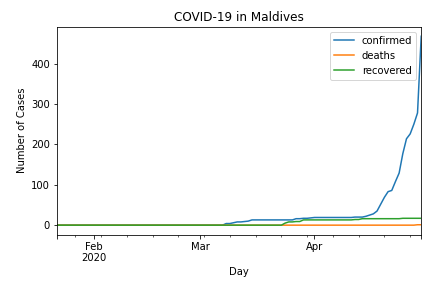 COVID-19 in Maldives
confirmed
deaths
recovered
Number of Cases
400
300
200
100
0
Feb
2020
Mar
Apr
Day